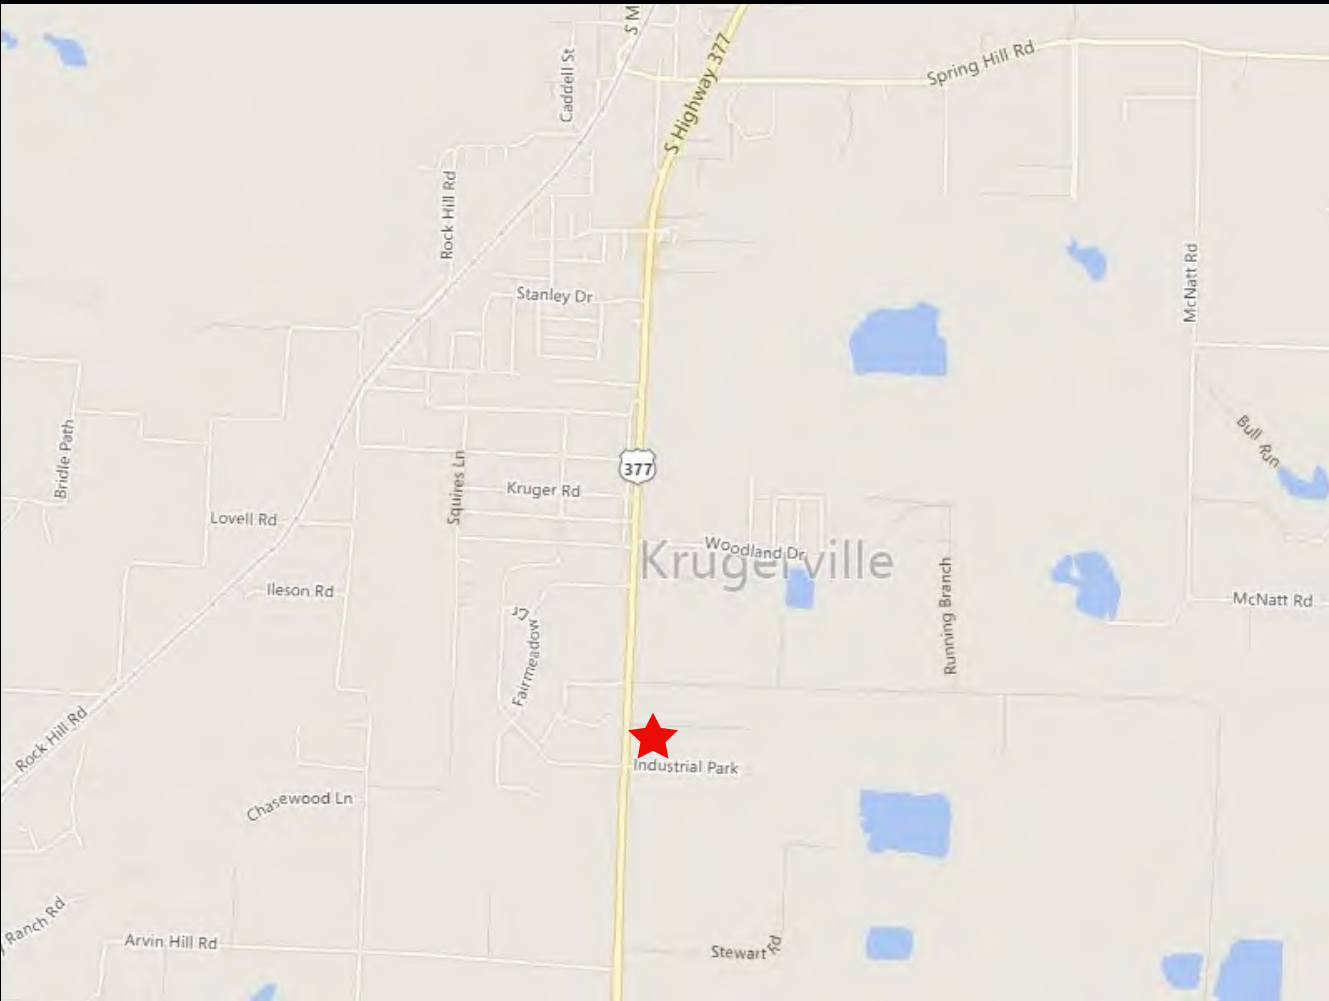 S M
S Highway 377
Spring Hill Rd
Caddell St
Rock Hill Rd
McNatt Rd
Stanley Dr
Bridle Path
Bull Run
Squires Ln
377
Kruger Rd
Lovell Rd
Woodland Dr
Krugerville
Ileson Rd
Running Branch
McNatt Rd
Fairmeadow Cr
Rock Hill Rd
Industrial Park
Chasewood Ln
Ranch Rd
Arvin Hill Rd
Stewart Rd